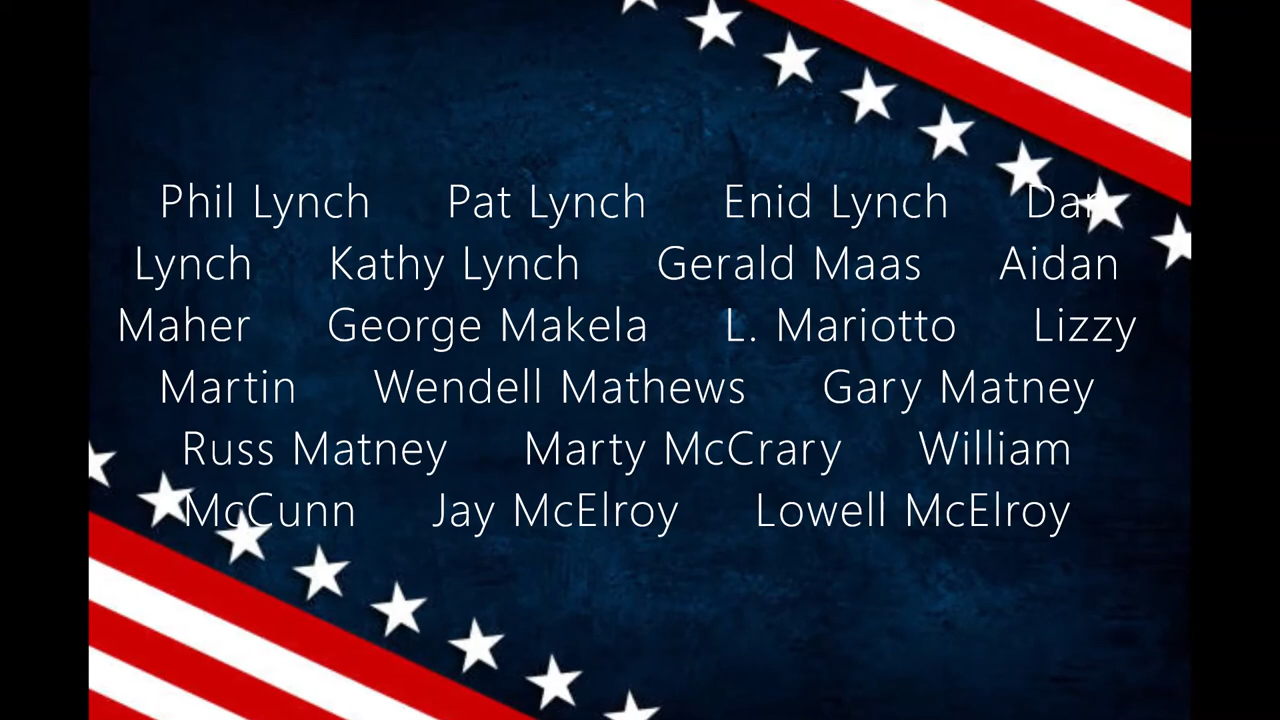 Phil Lynch Pat Lynch Enid Lynch Dan
Lynch Kathy Lynch Gerald Maas Aidan
Maher George Makela L. Mariotto Lizzy
Martin Wendell Mathews Gary Matney
Russ Matney Marty McCrary William
McCunn Jay McElroy Lowell McElroy